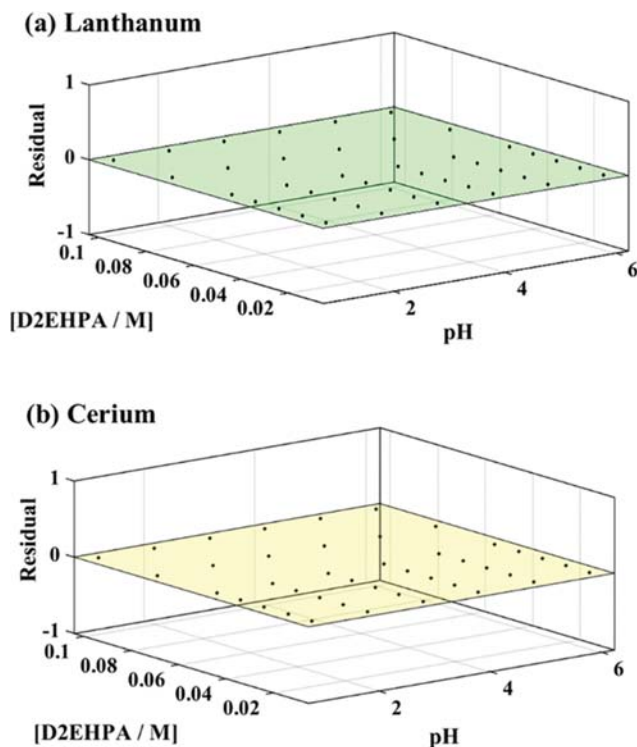 (a) Lanthanum
1
0
-1
Residual
0.1
0.08
0.06
0.04
0.02
[D2EHPA / M]
2
4
6
pH
(b) Cerium
1
0
-1
Residual
0.1
0.08
0.06
0.04
0.02
[D2EHPA / M]
2
4
6
pH